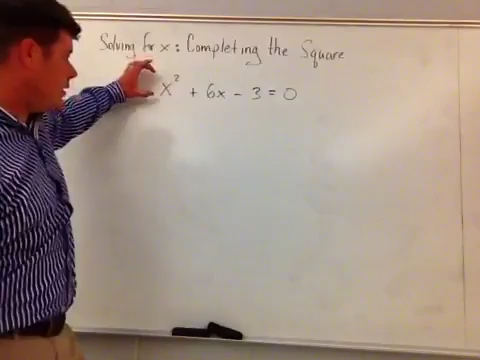 Solving for x : Completing the Square
x² + 6x - 3 = 0